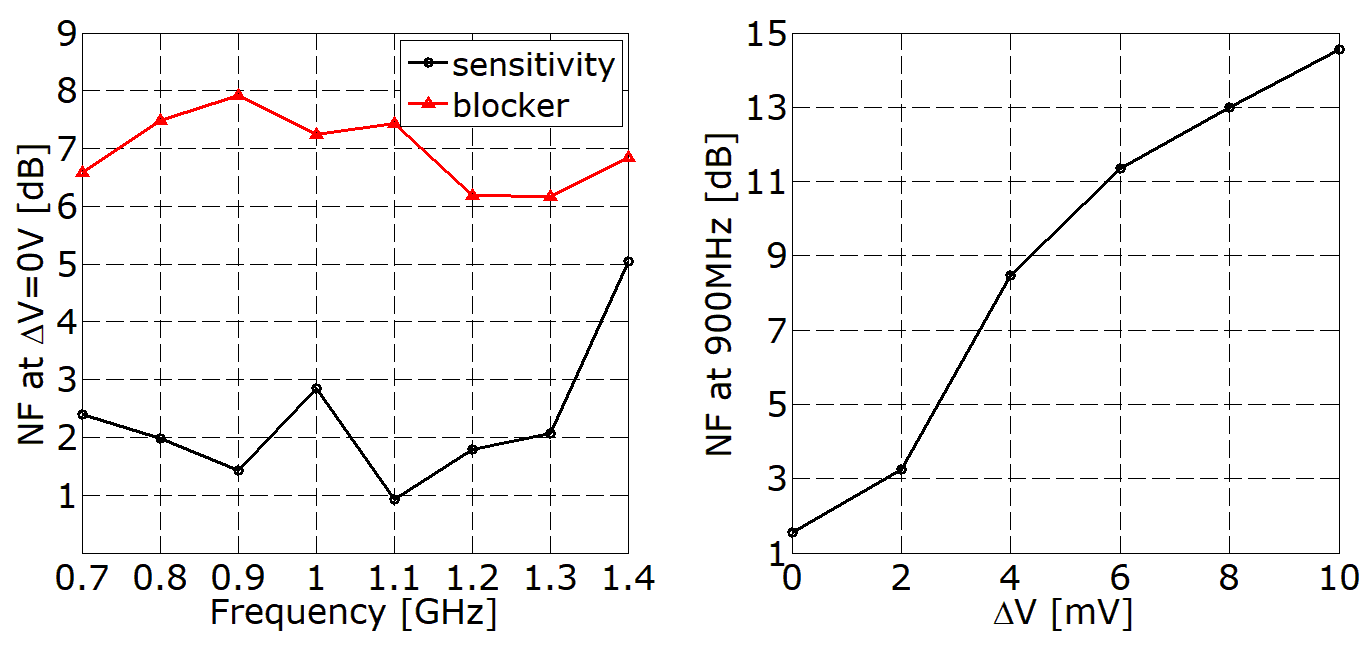 NF at ΔV=0V [dB]
9
8
7
6
5
4
3
2
1
sensitivity
blocker
0.7 0.8 0.9 1 1.1 1.2 1.3 1.4
Frequency [GHz]
NF at 900MHz [dB]
15
13
11
9
7
5
3
1
0 2 4 6 8 10
ΔV [mV]